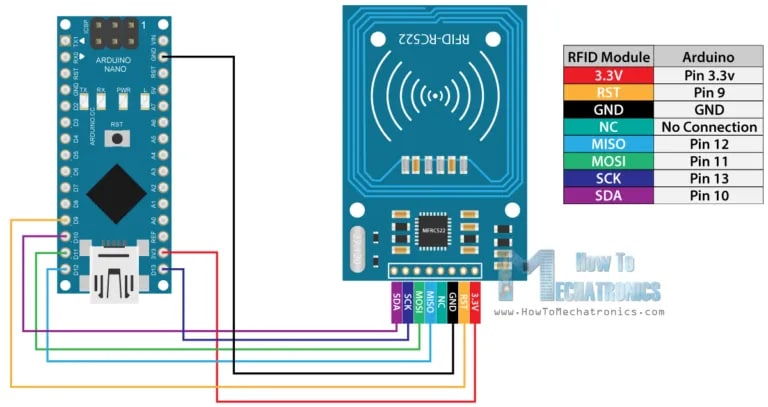 ICSP
1
TX1
RX0
RST
GND
D2
D3
D4
D5
D6
D7
D8
D9
D10
D11
D12
ARDUINO
NANO
TX
RX
PWR
L
ARDUINO.CC
RST
VIN
GND
RST
5V
A7
A6
A5
A4
A3
A2
A1
A0
REF
3V3
D13
RFID-RC522
MFRC522
SDA
SCK
MOSI
MISO
NC
GND
RST
3.3V
RFID Module Arduino
3.3V Pin 3.3v
RST Pin 9
GND GND
NC No Connection
MISO Pin 12
MOSI Pin 11
SCK Pin 13
SDA Pin 10
How To
Mechatronics
www.HowToMechatronics.com